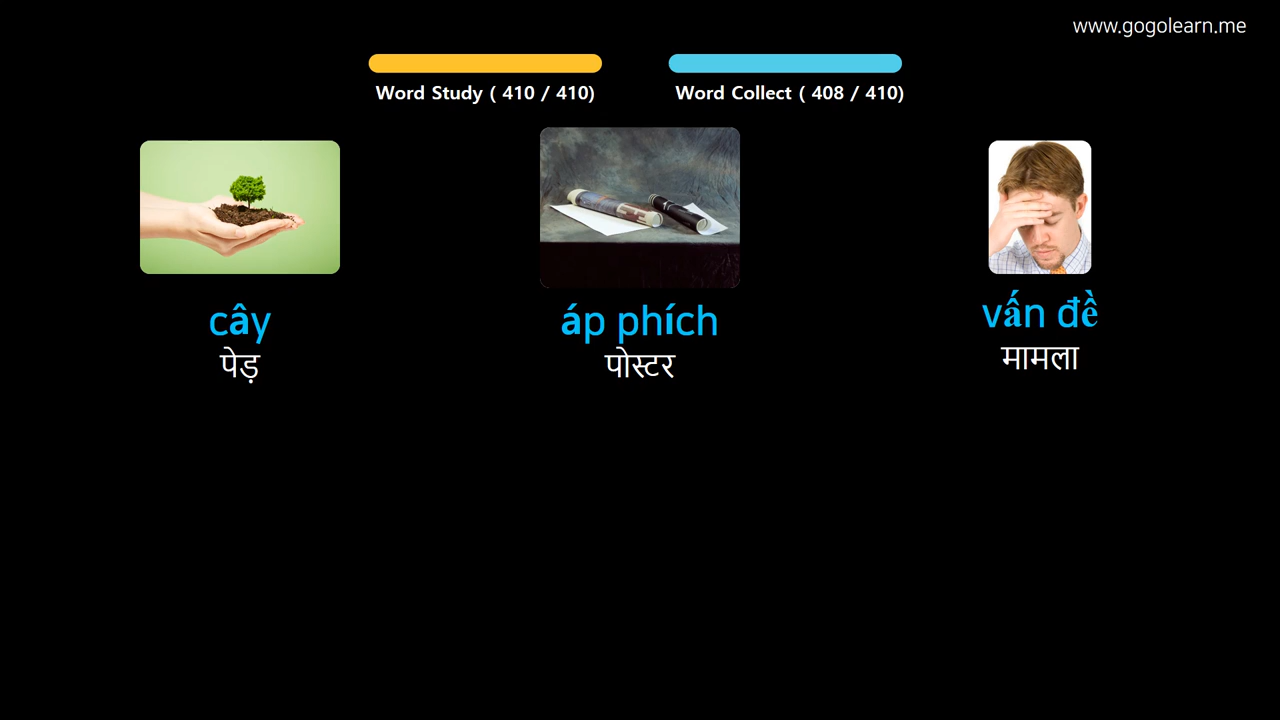 www.gogolearn.me
Word Study ( 410 / 410)
Word Collect ( 408 / 410)
cây
पेड़
áp phích
पोस्टर
vấn đề
मामला